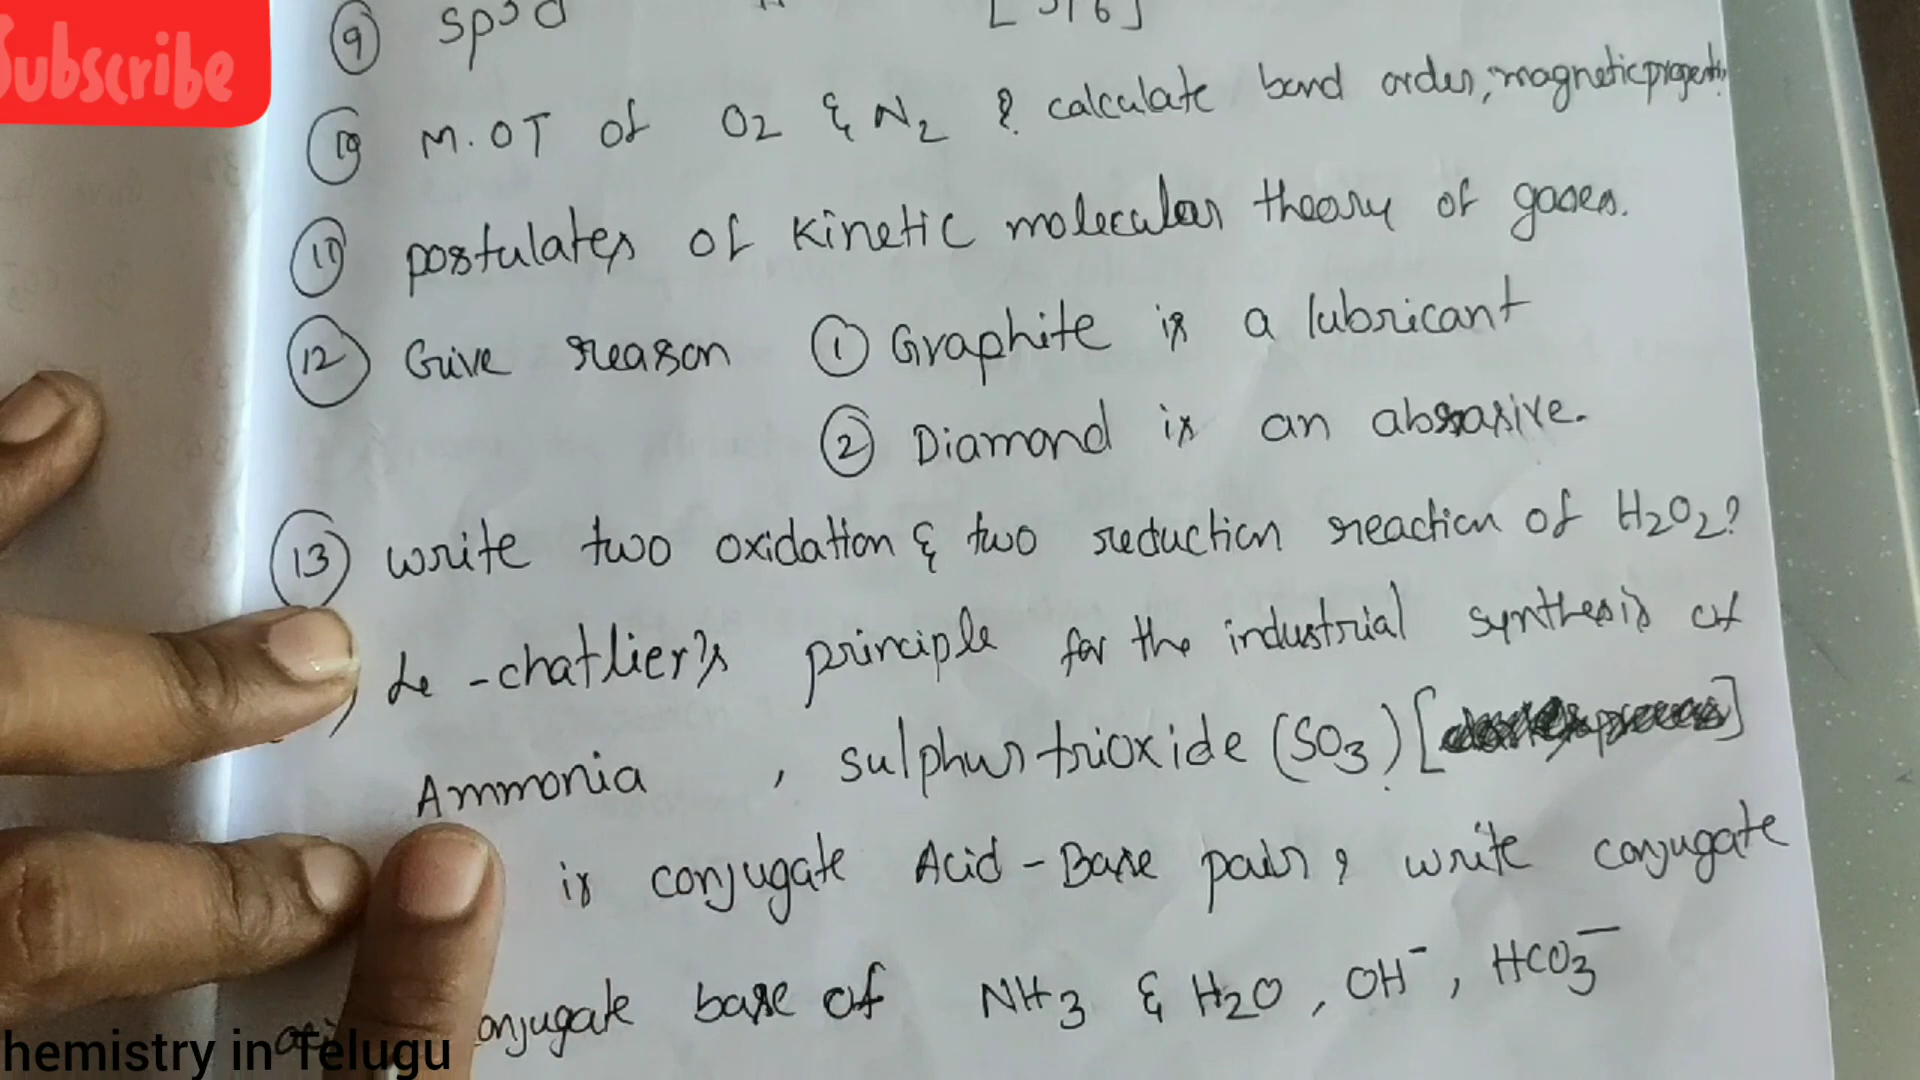 Subscribe
⑨ sp³d
⑩ M.OT of O₂ & N₂ ? calculate bond order, magnetic property
⑪ postulates of Kinetic molecular theory of gases.
⑫ Give reason ① Graphite is a lubricant
② Diamond is an abrasive.
⑬ write two oxidation & two reduction reaction of H₂O₂?
Le-chatlier's principle for the industrial synthesis of
Ammonia , sulphur trioxide (SO₃) [ ]
is conjugate Acid-Base pair ? write conjugate
onjugate base of NH₃ & H₂O , OH⁻, HCO₃⁻
hemistry in Telugu